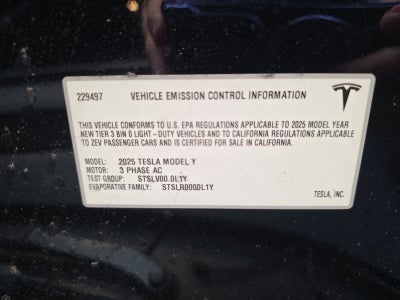 229497 VEHICLE EMISSION CONTROL INFORMATION
THIS VEHICLE CONFORMS TO U.S. EPA REGULATIONS APPLICABLE TO 2025 MODEL YEAR
NEW TIER 3 BIN 0 LIGHT-DUTY VEHICLES AND TO CALIFORNIA REGULATIONS APPLICABLE
TO ZEV PASSENGER CARS AND IS CERTIFIED FOR SALE IN CALIFORNIA.
MODEL: 2025 TESLA MODEL Y
MOTOR: 3 PHASE AC
TEST GROUP: STSLV00.0L1Y
EVAPORATIVE FAMILY: STSLR0000L1Y
TESLA, INC.